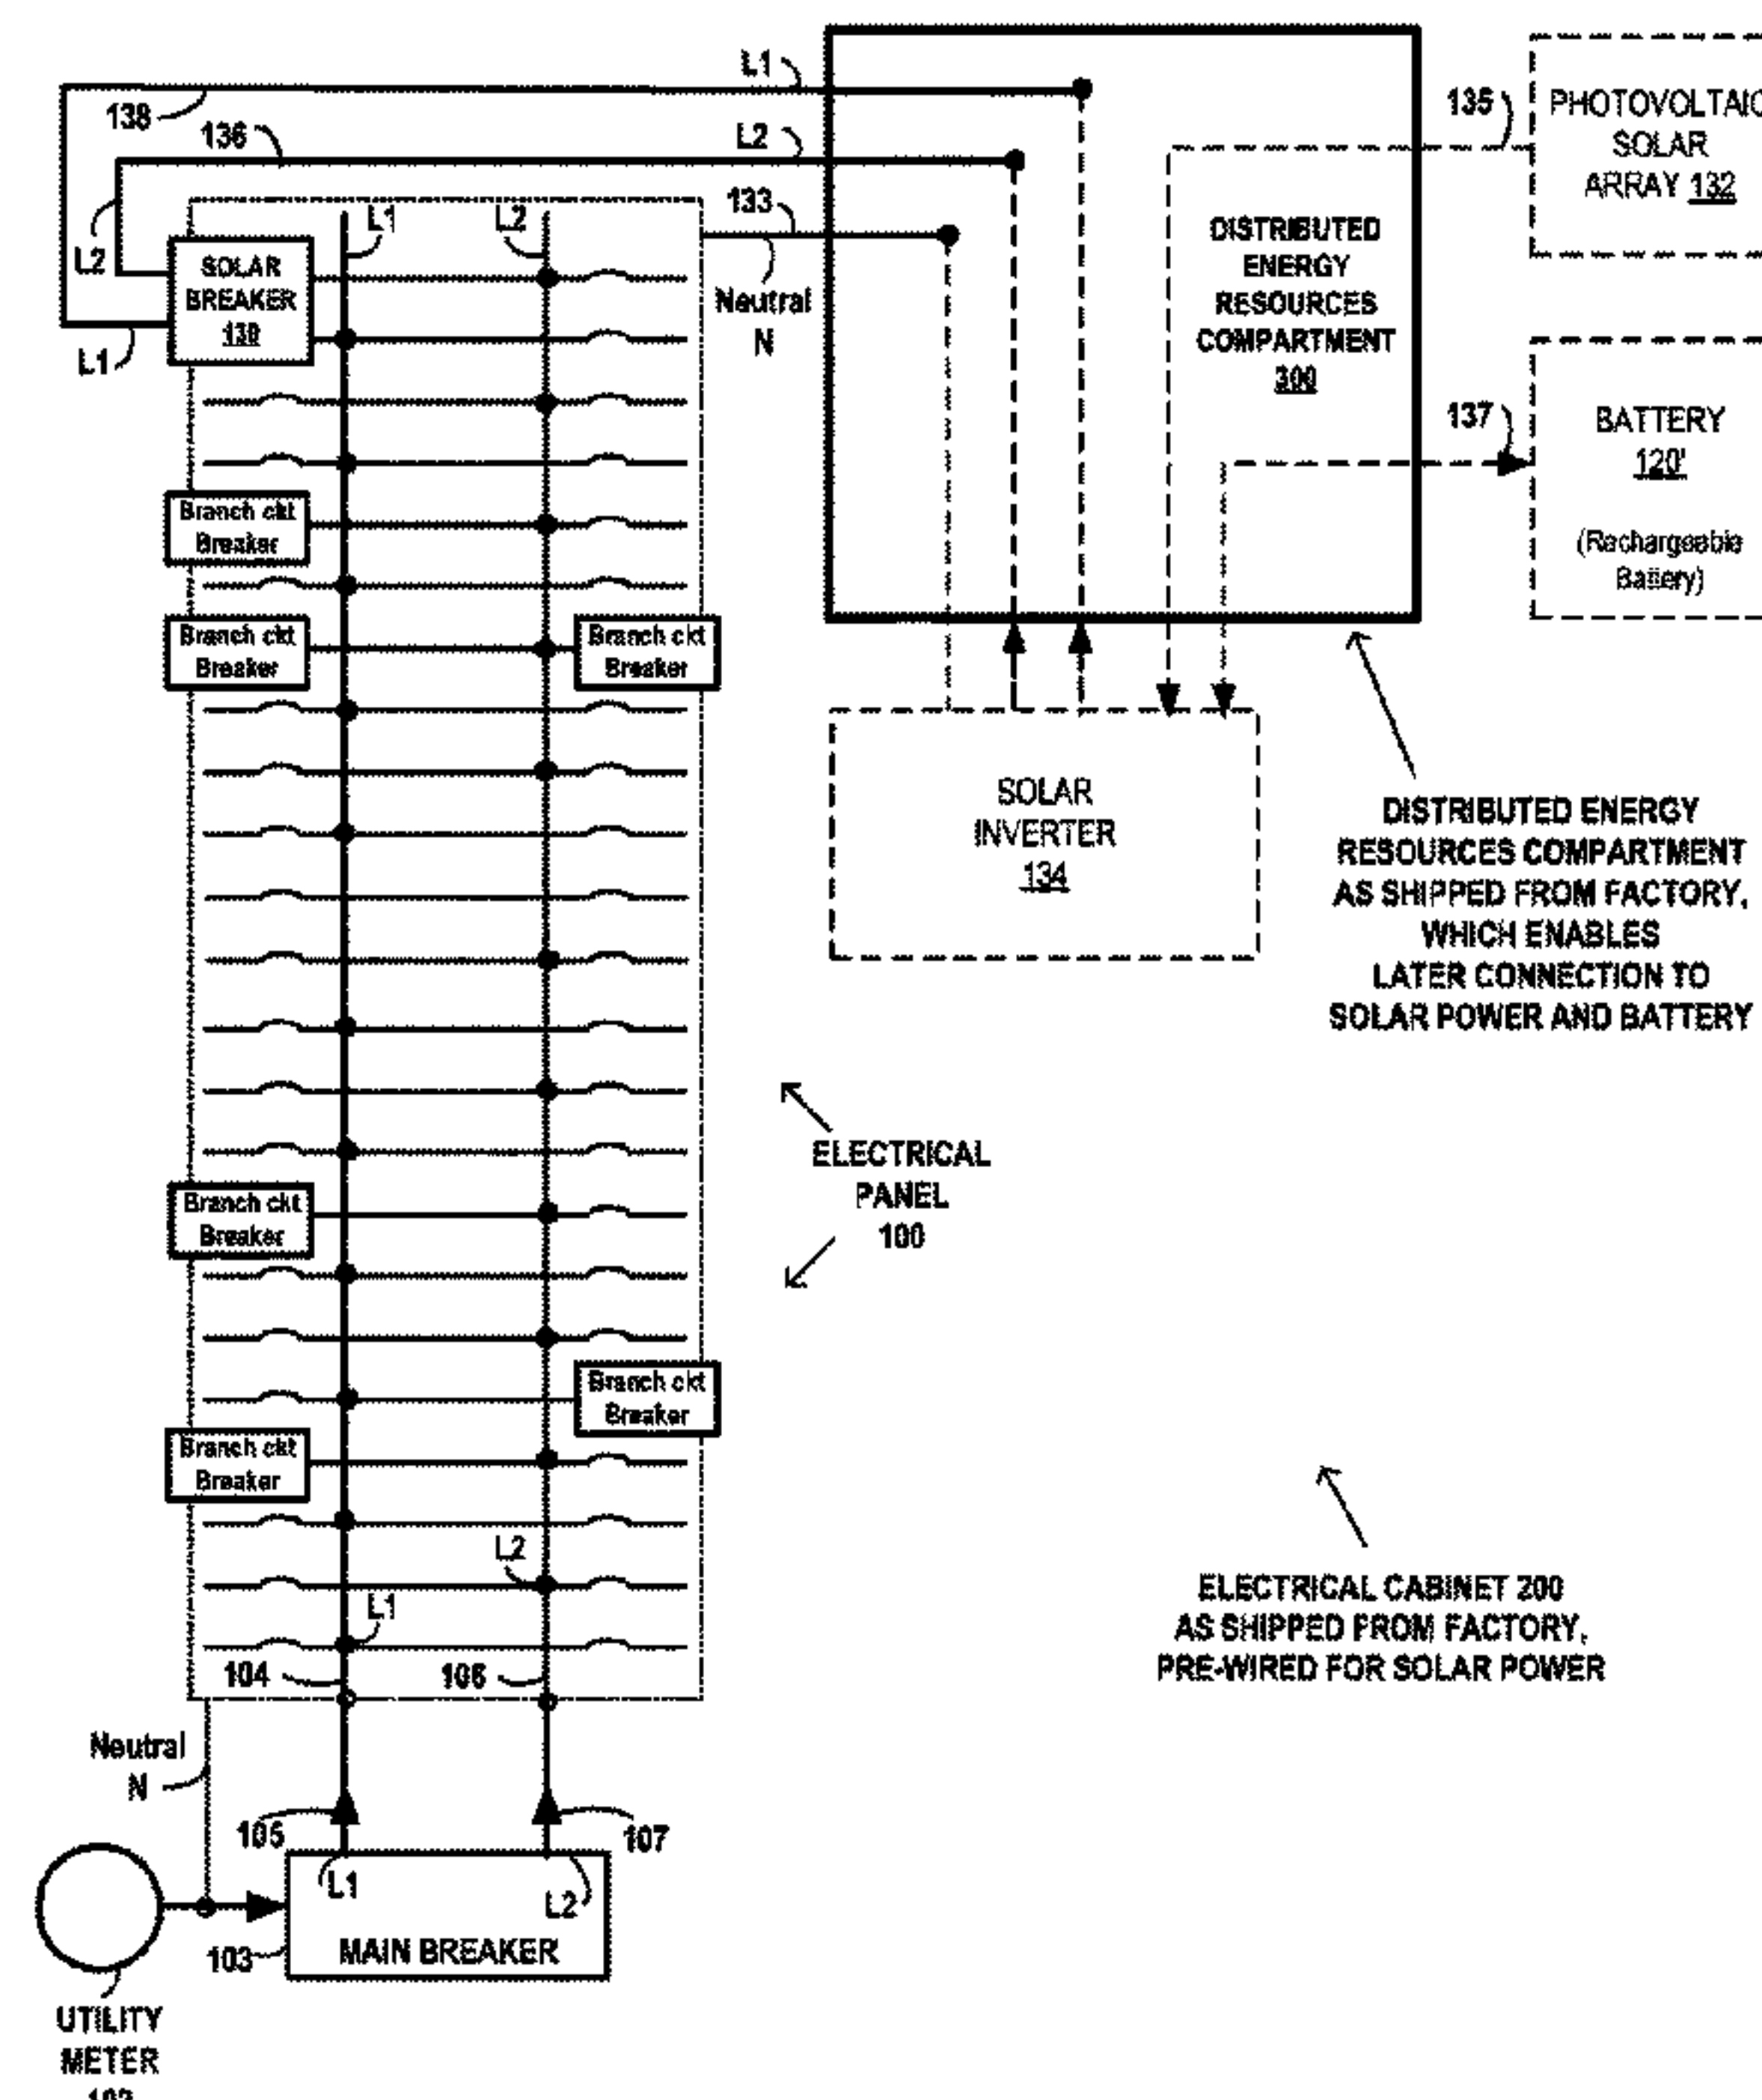 L1
138
136
L2
135
PHOTOVOLTAIC
SOLAR
ARRAY 132
133
L1
L2
L2
SOLAR
BREAKER
130
L1
Neutral
N
DISTRIBUTED
ENERGY
RESOURCES
COMPARTMENT
300
137
BATTERY
120'
(Rechargeable
Battery)
Branch ckt
Breaker
Branch ckt
Breaker
Branch ckt
Breaker
SOLAR
INVERTER
134
DISTRIBUTED ENERGY
RESOURCES COMPARTMENT
AS SHIPPED FROM FACTORY,
WHICH ENABLES
LATER CONNECTION TO
SOLAR POWER AND BATTERY
ELECTRICAL
PANEL
100
Branch ckt
Breaker
Branch ckt
Breaker
Branch ckt
Breaker
L2
L1
104
106
ELECTRICAL CABINET 200
AS SHIPPED FROM FACTORY,
PRE-WIRED FOR SOLAR POWER
Neutral
N
105
107
L1
L2
103
MAIN BREAKER
UTILITY
METER
102